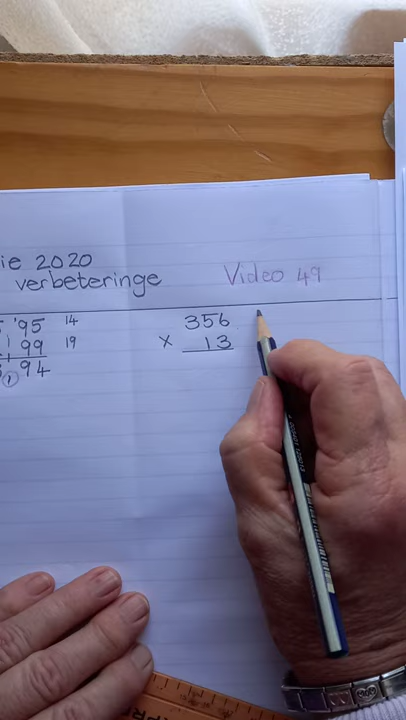 ie 2020
verbeteringe
Video 49
'95 14
99 19
94
356
x 13